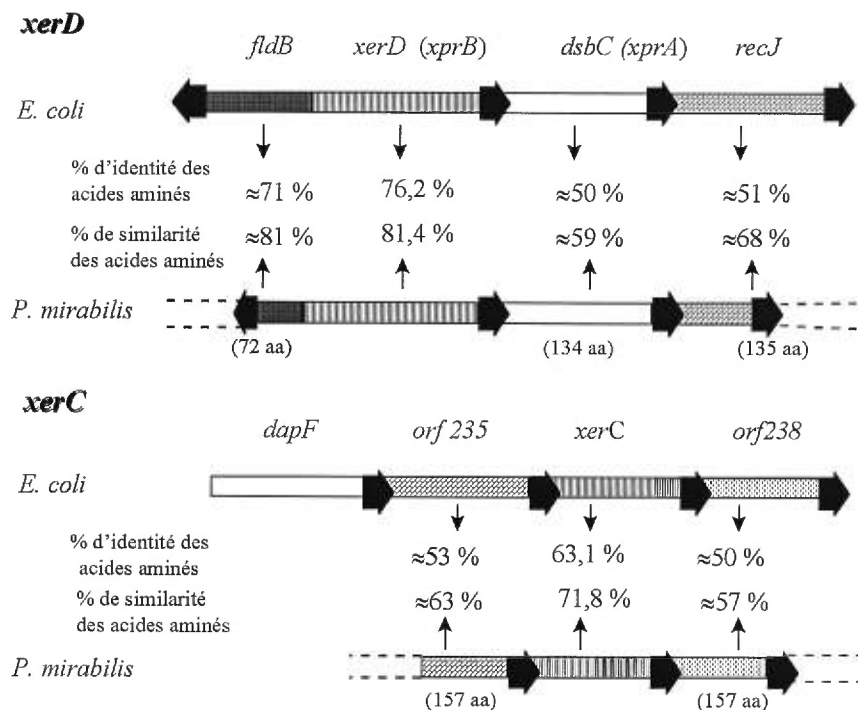 xerD
fldB xerD (xprB) dsbC (xprA) recJ
E. coli
% d'identité des
acides aminés
≈71 % 76,2 % ≈50 % ≈51 %
% de similarité
des acides aminés
≈81 % 81,4 % ≈59 % ≈68 %
P. mirabilis
(72 aa) (134 aa) (135 aa)
xerC
dapF orf 235 xerC orf238
E. coli
% d'identité des
acides aminés
≈53 % 63,1 % ≈50 %
% de similarité
des acides aminés
≈63 % 71,8 % ≈57 %
P. mirabilis
(157 aa) (157 aa)